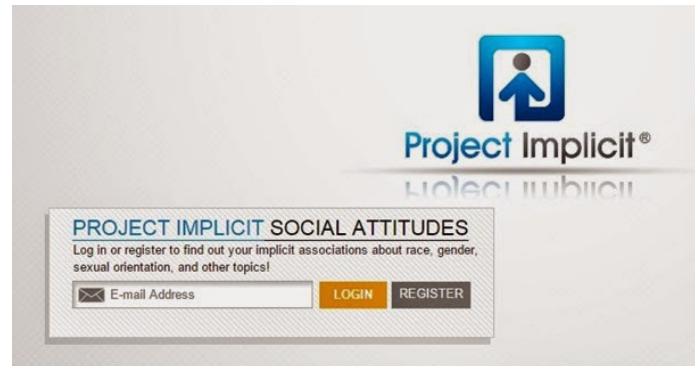 Project Implicit®
PROJECT IMPLICIT SOCIAL ATTITUDES
Log in or register to find out your implicit associations about race, gender,
sexual orientation, and other topics!
E-mail Address
LOGIN
REGISTER